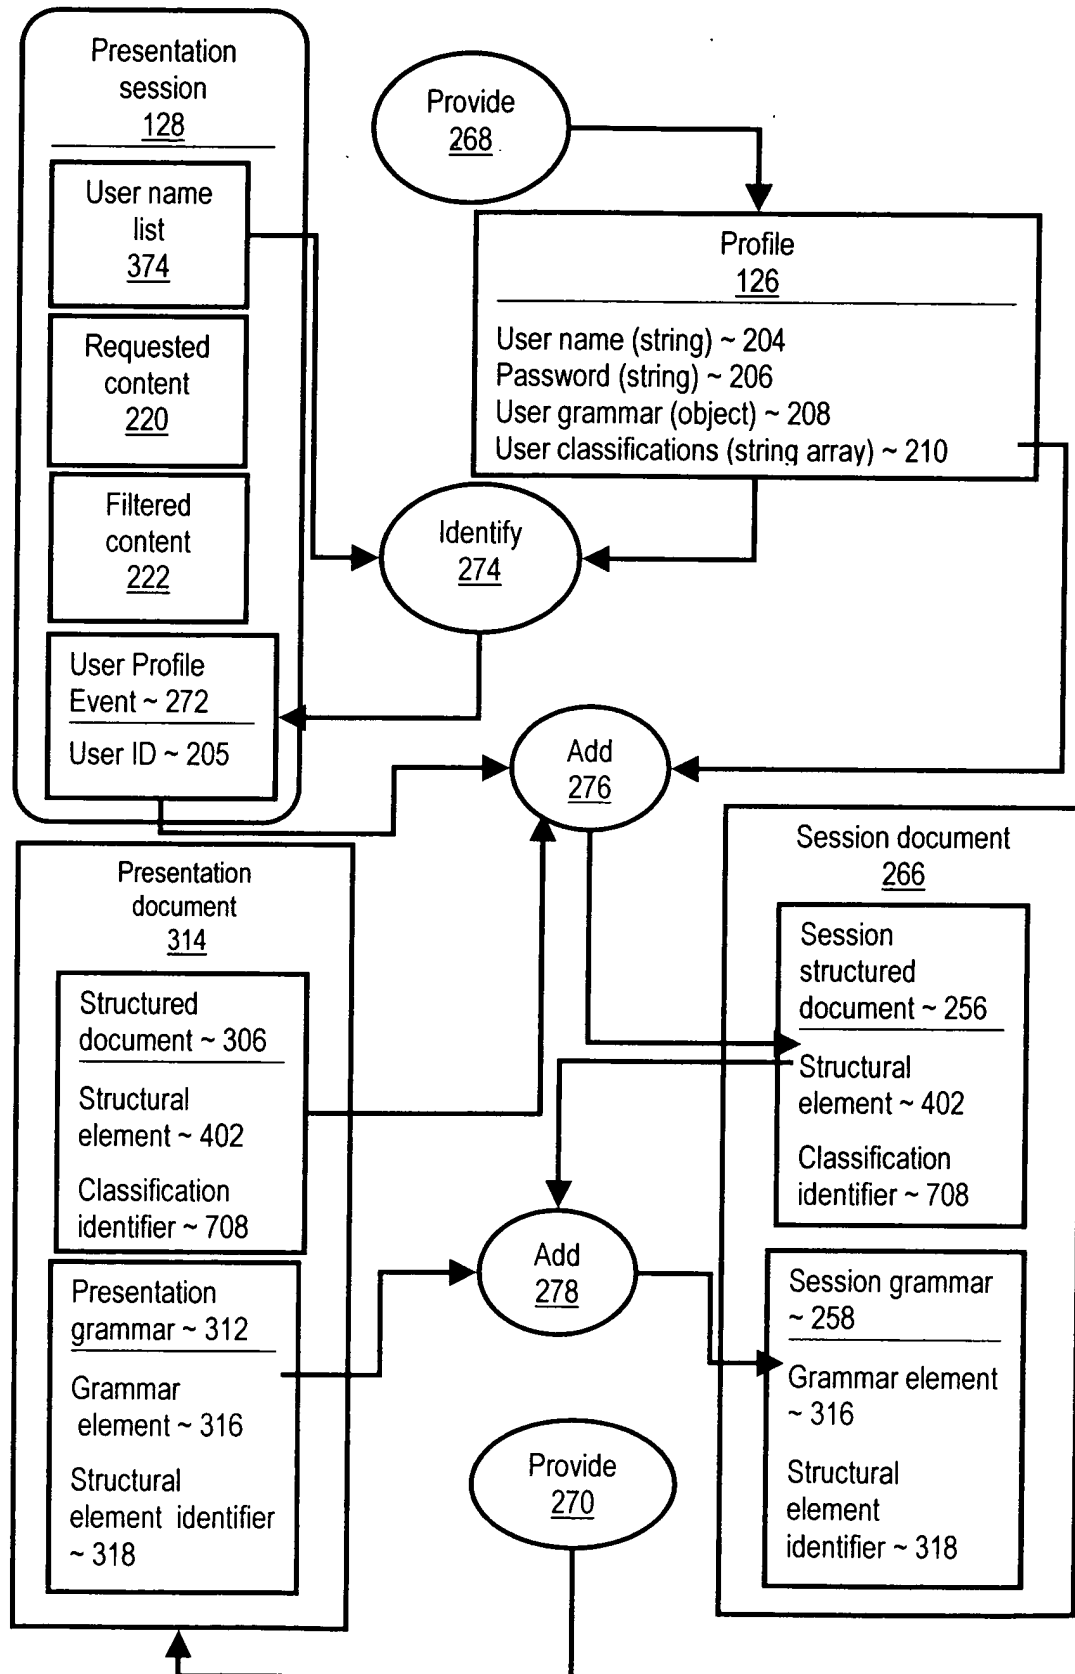 Presentation
session
128
User name
list
374
Requested
content
220
Filtered
content
222
User Profile
Event ~ 272
User ID ~ 205
Provide
268
Profile
126
User name (string) ~ 204
Password (string) ~ 206
User grammar (object) ~ 208
User classifications (string array) ~ 210
Identify
274
Add
276
Presentation
document
314
Structured
document ~ 306
Structural
element ~ 402
Classification
identifier ~ 708
Presentation
grammar ~ 312
Grammar
element ~ 316
Structural
element identifier
~ 318
Add
278
Provide
270
Session document
266
Session
structured
document ~ 256
Structural
element ~ 402
Classification
identifier ~ 708
Session grammar
~ 258
Grammar element
~ 316
Structural
element
identifier ~ 318